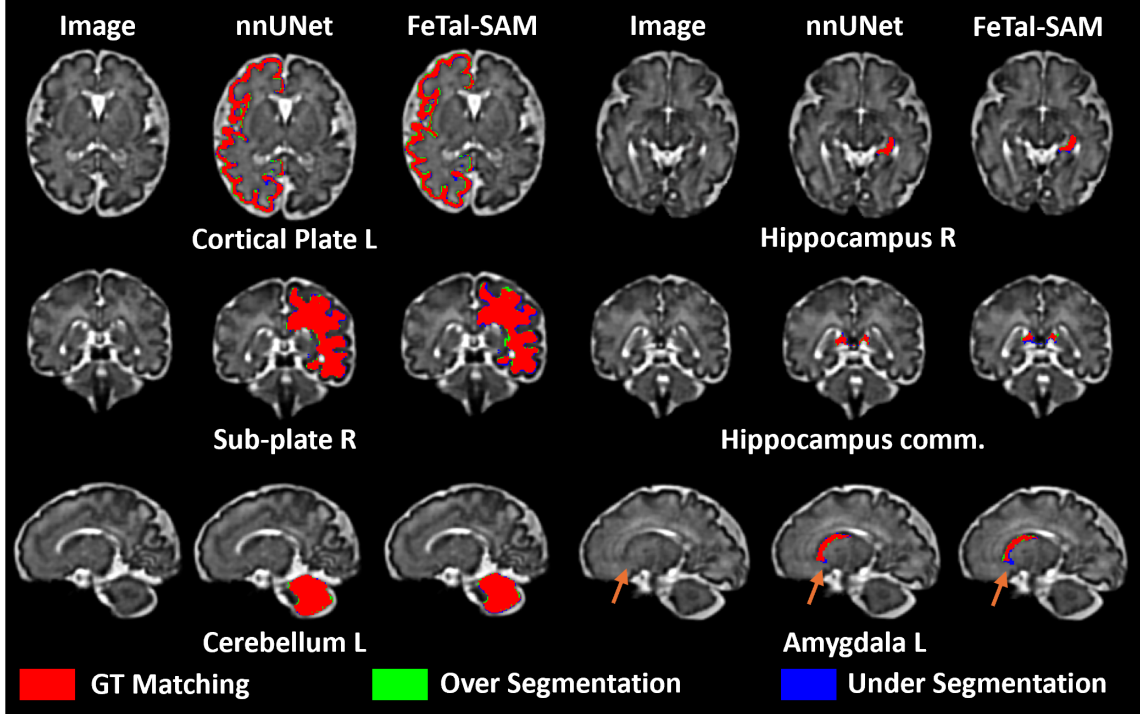 Image nnUNet FeTal-SAM Image nnUNet FeTal-SAM
Cortical Plate L Hippocampus R
Sub-plate R Hippocampus comm.
Cerebellum L Amygdala L
GT Matching Over Segmentation Under Segmentation